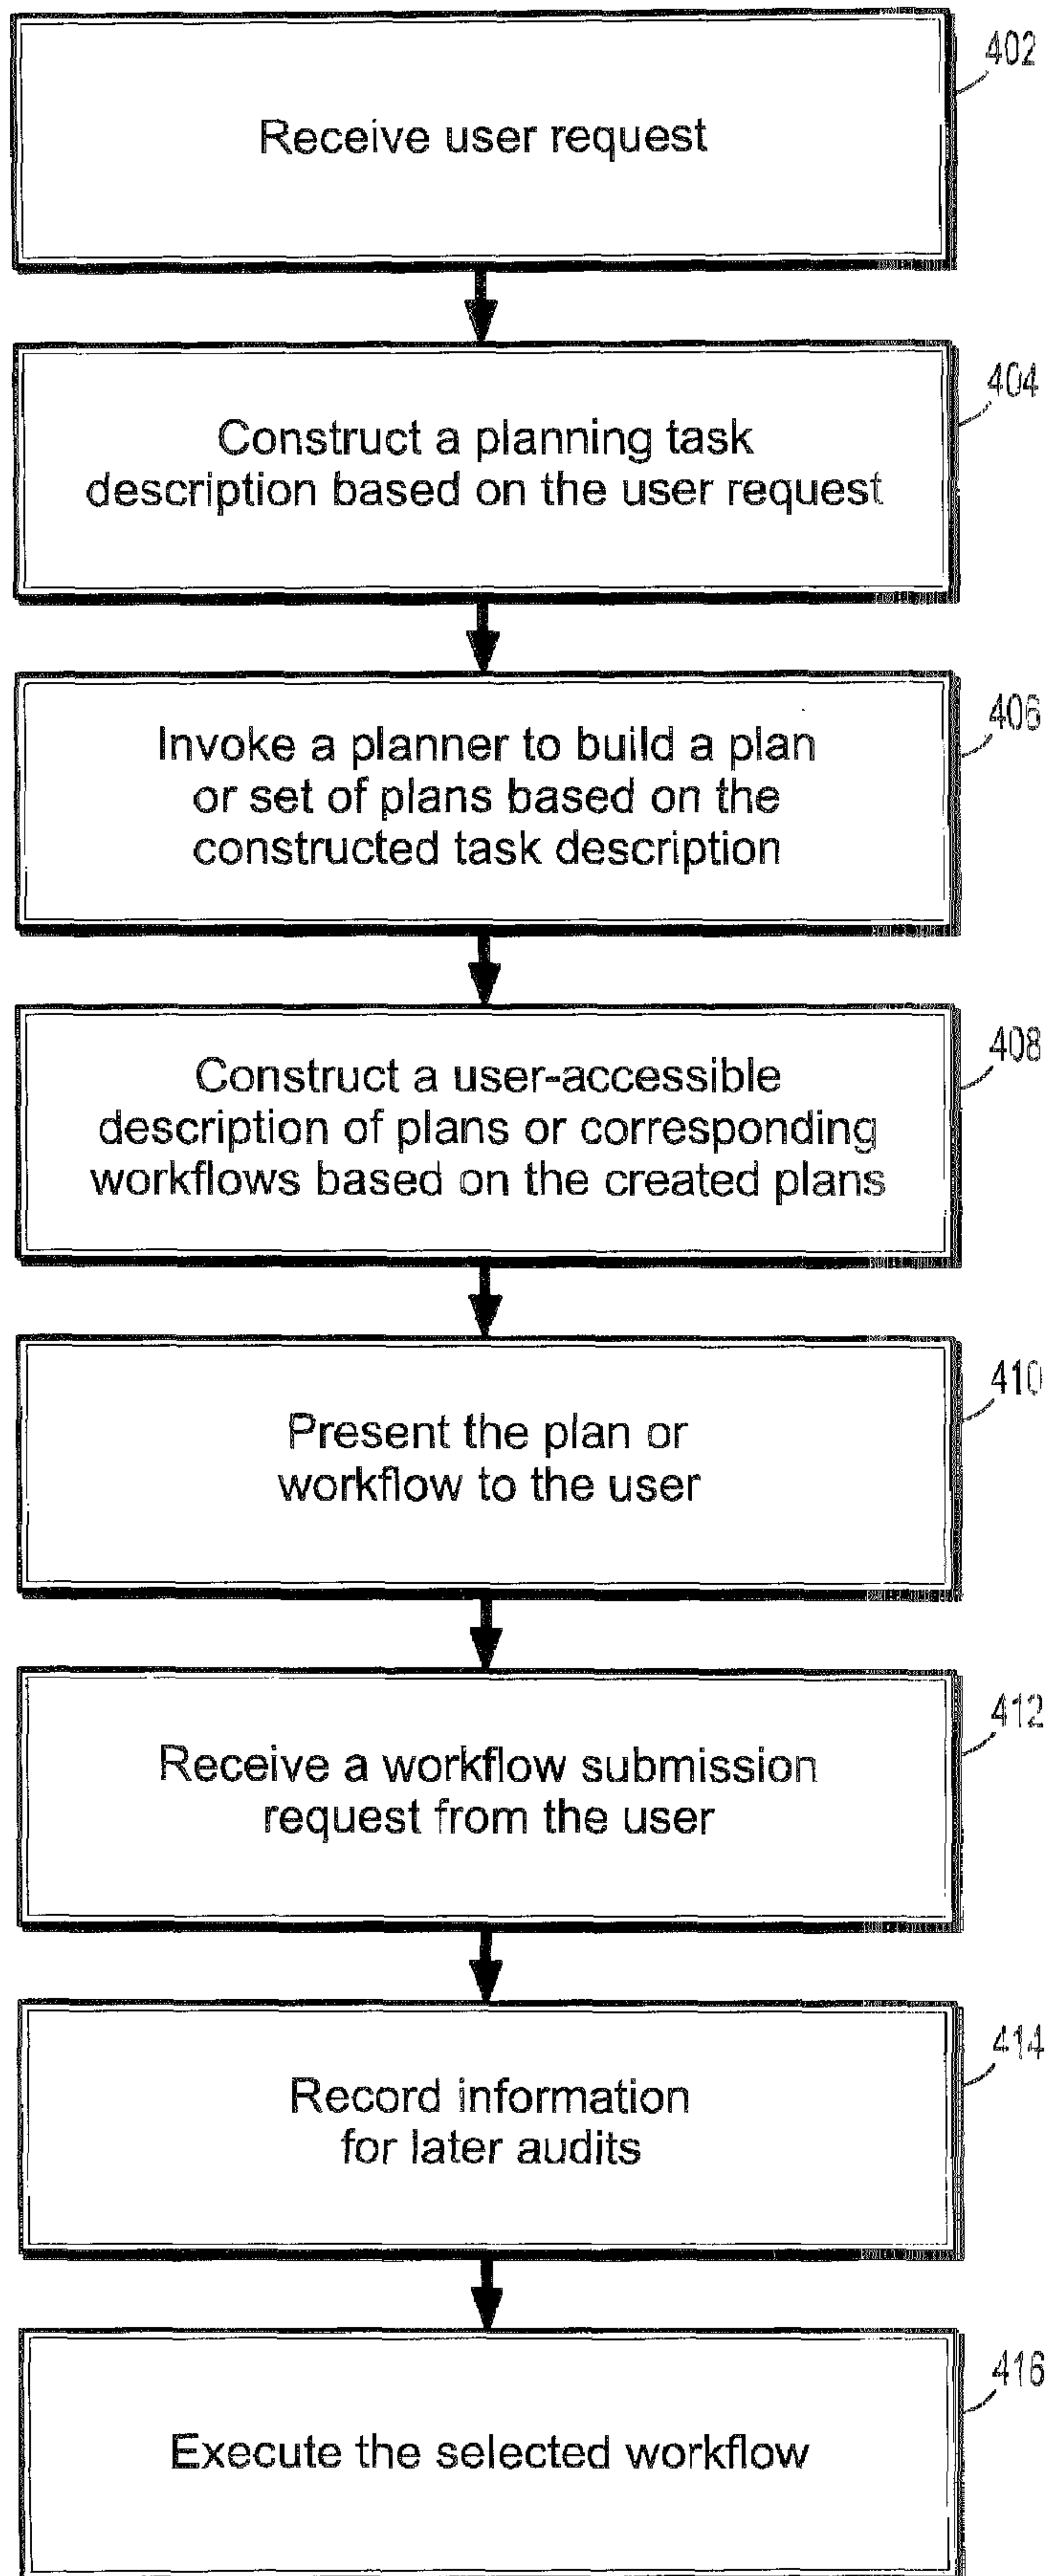 402
Receive user request
404
Construct a planning task
description based on the user request
406
Invoke a planner to build a plan
or set of plans based on the
constructed task description
408
Construct a user-accessible
description of plans or corresponding
workflows based on the created plans
410
Present the plan or
workflow to the user
412
Receive a workflow submission
request from the user
414
Record information
for later audits
416
Execute the selected workflow